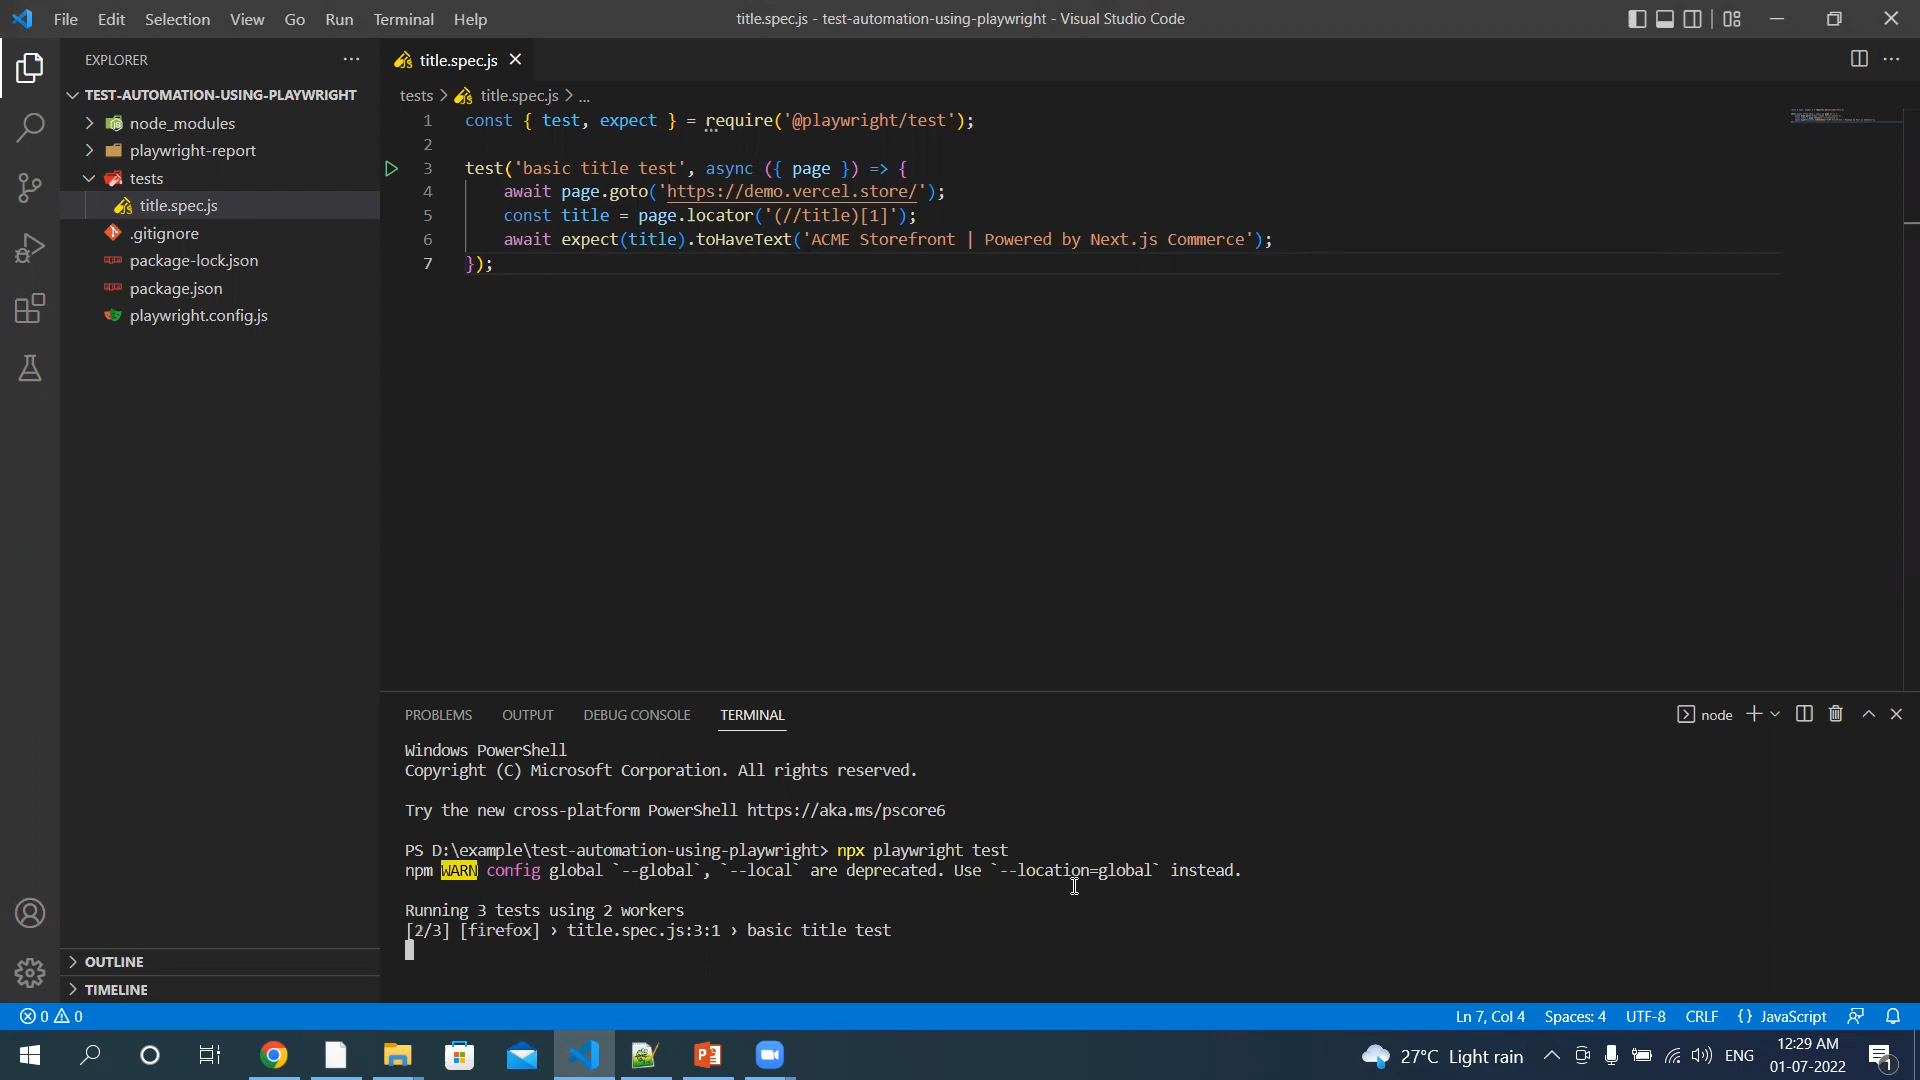 File Edit Selection View Go Run Terminal Help
title.spec.js - test-automation-using-playwright - Visual Studio Code
EXPLORER
TEST-AUTOMATION-USING-PLAYWRIGHT
node_modules
playwright-report
tests
title.spec.js
.gitignore
package-lock.json
package.json
playwright.config.js
OUTLINE
TIMELINE
title.spec.js
tests > title.spec.js > ...
1 const { test, expect } = require('@playwright/test');
2
3 test('basic title test', async ({ page }) => {
4 await page.goto('https://demo.vercel.store/');
5 const title = page.locator('(//title)[1]');
6 await expect(title).toHaveText('ACME Storefront | Powered by Next.js Commerce');
7 });
PROBLEMS OUTPUT DEBUG CONSOLE TERMINAL
node
Windows PowerShell
Copyright (C) Microsoft Corporation. All rights reserved.
Try the new cross-platform PowerShell https://aka.ms/pscore6
PS D:\example\test-automation-using-playwright> npx playwright test
npm WARN config global `--global`, `--local` are deprecated. Use `--location=global` instead.
Running 3 tests using 2 workers
[2/3] [firefox] › title.spec.js:3:1 › basic title test
0 0
Ln 7, Col 4 Spaces: 4 UTF-8 CRLF {} JavaScript
27°C Light rain
ENG
12:29 AM
01-07-2022
1